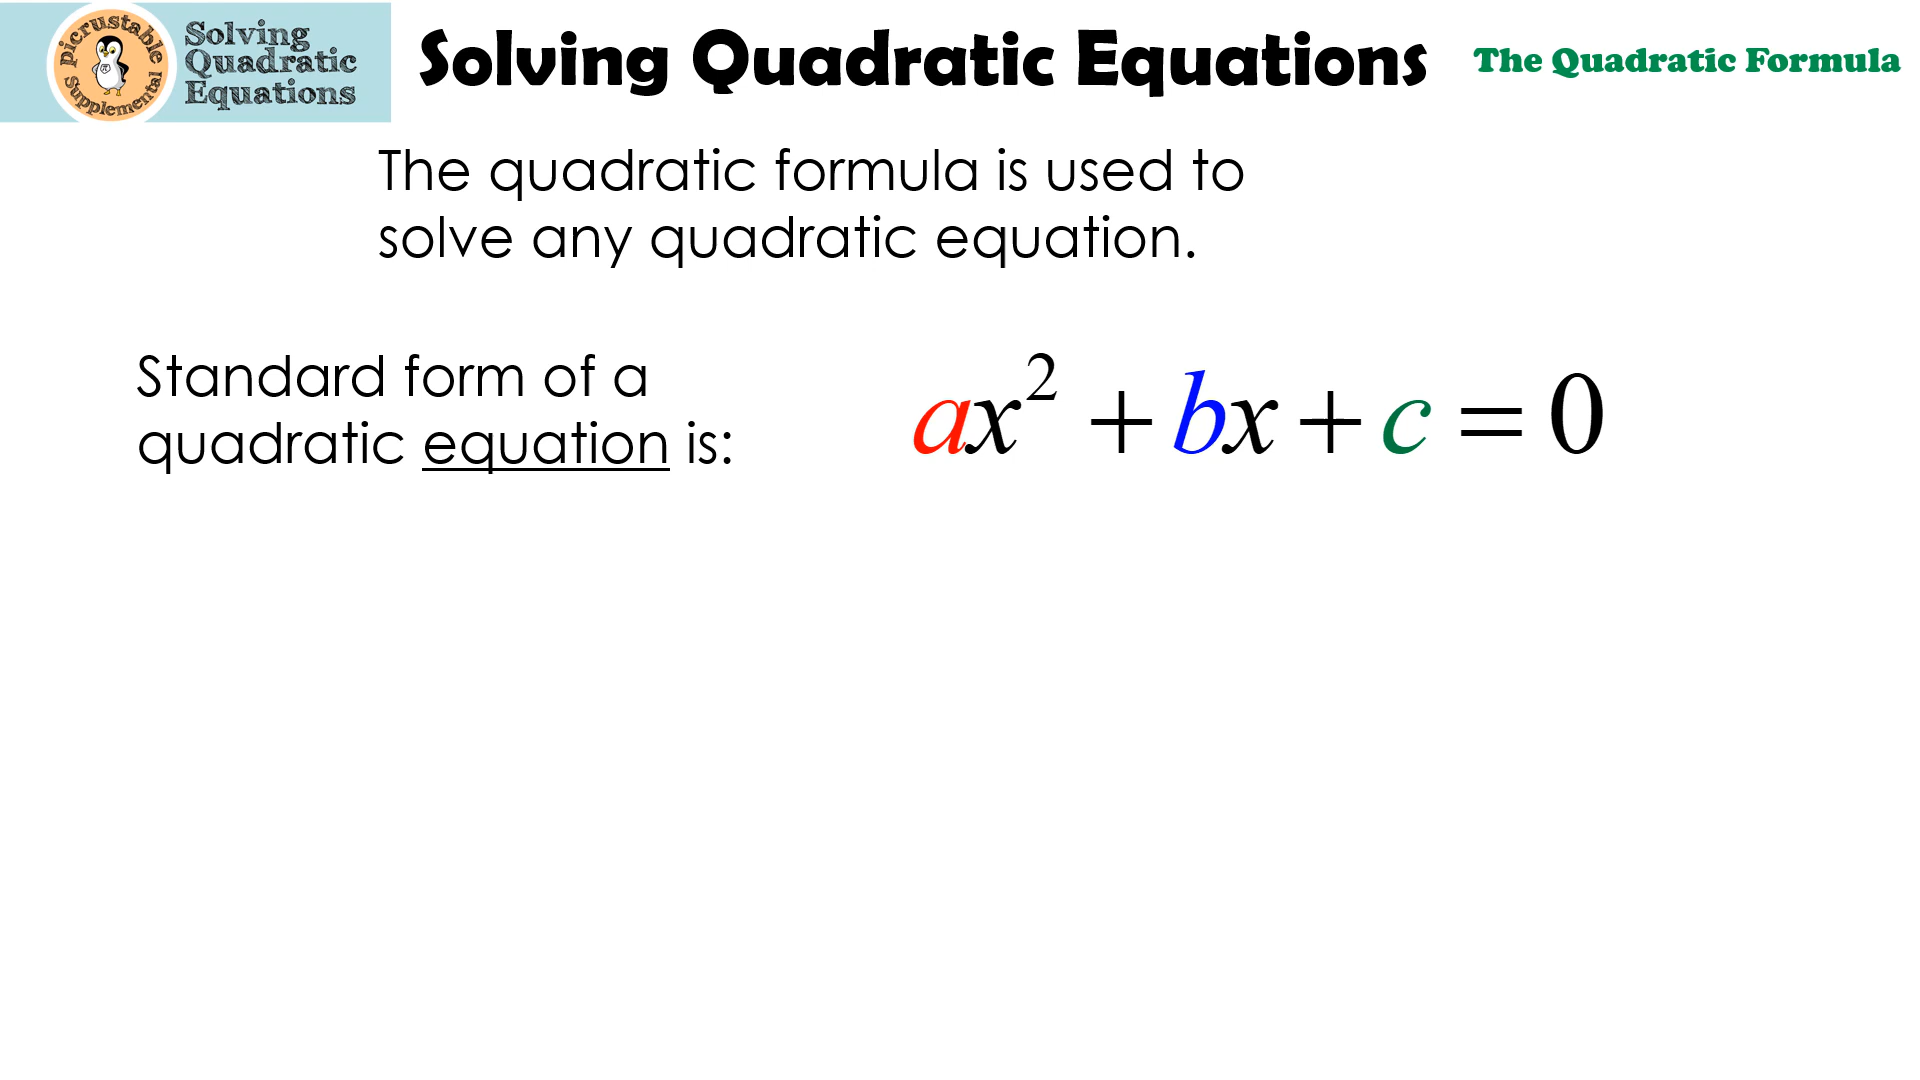 Picrustable
Supplemental
Solving
Quadratic
Equations
Solving Quadratic Equations
The Quadratic Formula
The quadratic formula is used to
solve any quadratic equation.
Standard form of a
quadratic equation is:
ax² + bx + c = 0